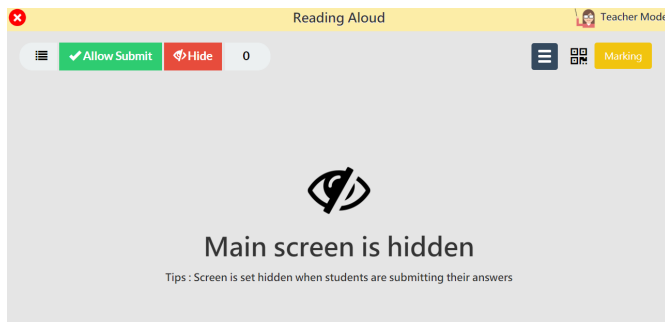 Reading Aloud
Teacher Mode
Allow Submit
Hide
0
Marking
Main screen is hidden
Tips : Screen is set hidden when students are submitting their answers